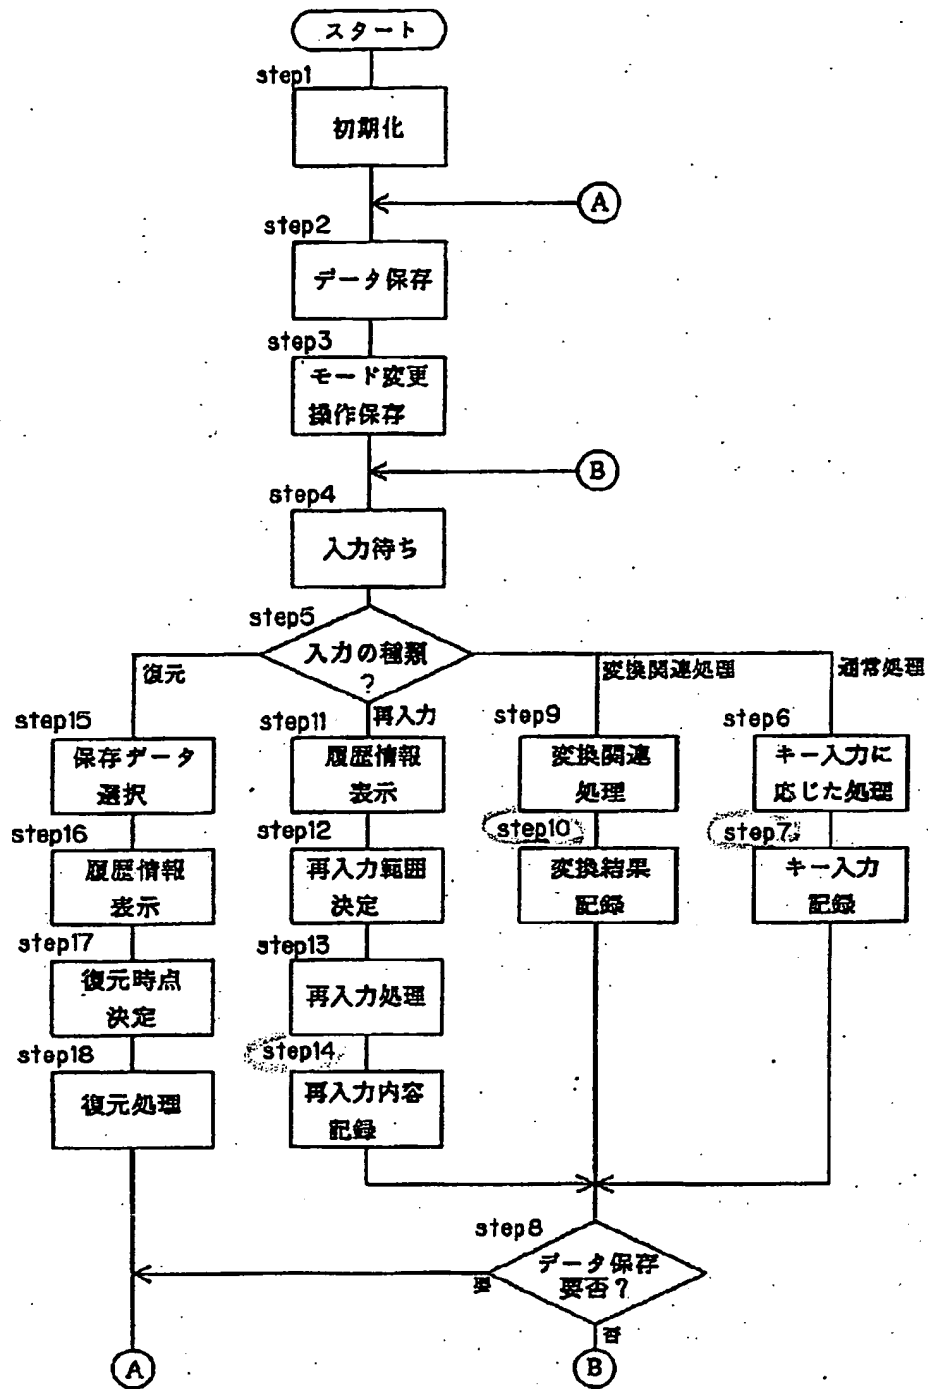 スタート
step1
初期化
A
step2
データ保存
step3
モード変更
操作保存
B
step4
入力待ち
step5
入力の種類
?
復元
再入力
変換関連処理
通常処理
step15
保存データ
選択
step16
履歴情報
表示
step17
復元時点
決定
step18
復元処理
step11
履歴情報
表示
step12
再入力範囲
決定
step13
再入力処理
step14
再入力内容
記録
step9
変換関連
処理
step10
変換結果
記録
step6
キー入力に
応じた処理
step7
キー入力
記録
step8
データ保存
要否?
要
否
A
B